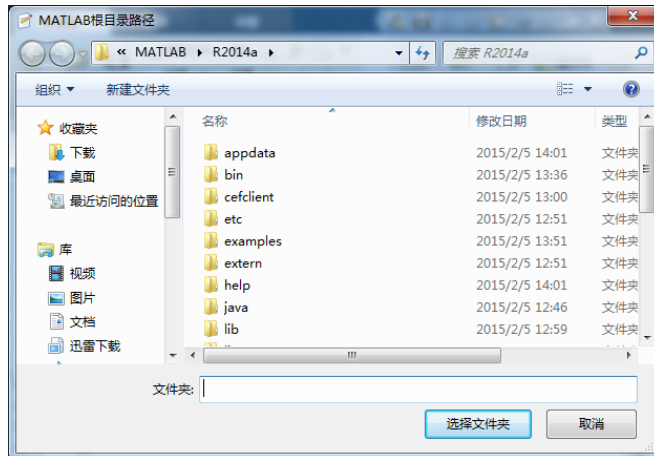 MATLAB根目录路径
« MATLAB ▸ R2014a ▸
搜索 R2014a
组织 ▼ 新建文件夹
名称 修改日期 类型
收藏夹
下载
桌面
最近访问的位置
库
视频
图片
文档
迅雷下载
appdata 2015/2/5 14:01 文件夹
bin 2015/2/5 13:36 文件夹
cefclient 2015/2/5 13:00 文件夹
etc 2015/2/5 12:51 文件夹
examples 2015/2/5 13:51 文件夹
extern 2015/2/5 12:51 文件夹
help 2015/2/5 14:01 文件夹
java 2015/2/5 12:46 文件夹
lib 2015/2/5 12:59 文件夹
文件夹:
选择文件夹 取消